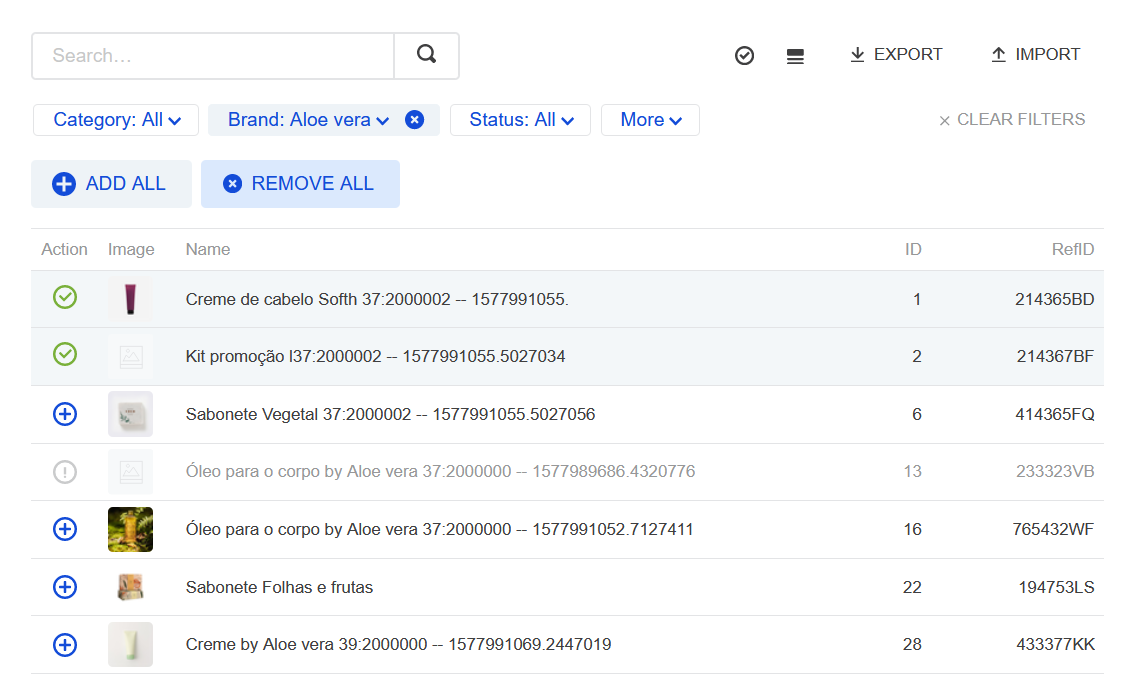 Search...
EXPORT
IMPORT
Category: All
Brand: Aloe vera
Status: All
More
CLEAR FILTERS
ADD ALL
REMOVE ALL
Action Image Name ID RefID
Creme de cabelo Softh 37:2000002 -- 1577991055. 1 214365BD
Kit promoção l37:2000002 -- 1577991055.5027034 2 214367BF
Sabonete Vegetal 37:2000002 -- 1577991055.5027056 6 414365FQ
Óleo para o corpo by Aloe vera 37:2000000 -- 1577989686.4320776 13 233323VB
Óleo para o corpo by Aloe vera 37:2000000 -- 1577991052.7127411 16 765432WF
Sabonete Folhas e frutas 22 194753LS
Creme by Aloe vera 39:2000000 -- 1577991069.2447019 28 433377KK